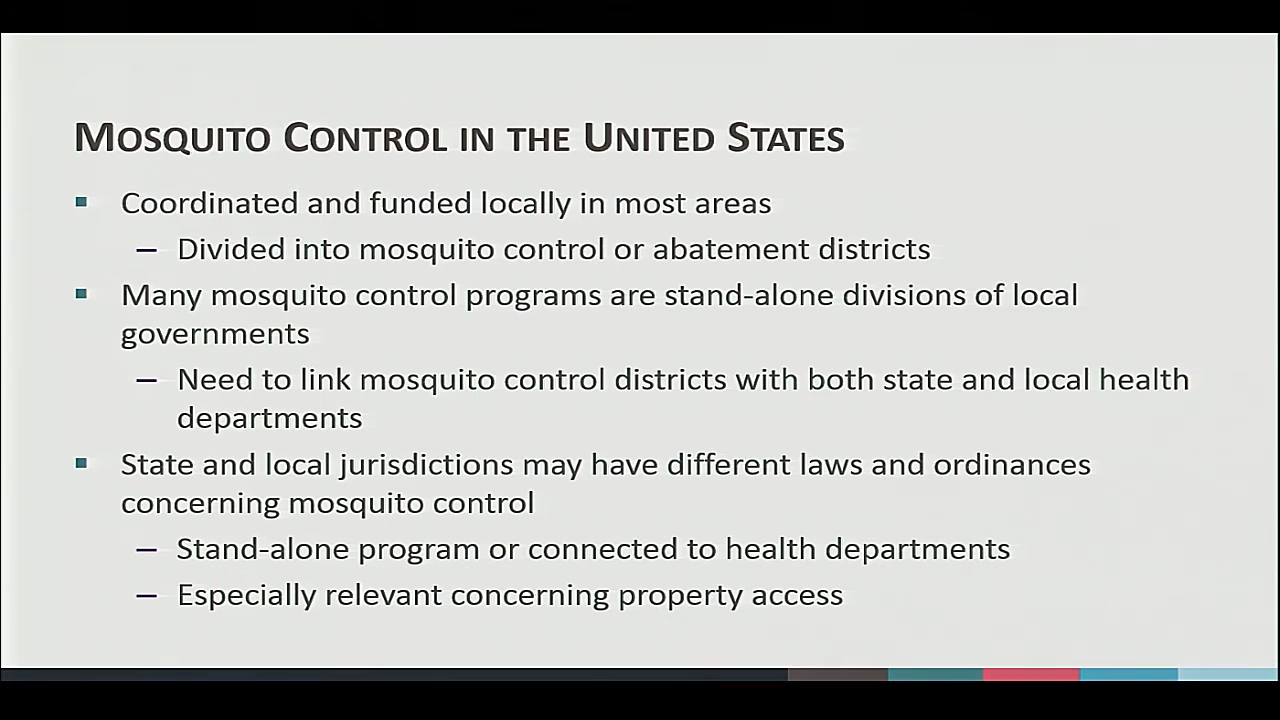 MOSQUITO CONTROL IN THE UNITED STATES
▪ Coordinated and funded locally in most areas
– Divided into mosquito control or abatement districts
▪ Many mosquito control programs are stand-alone divisions of local
governments
– Need to link mosquito control districts with both state and local health
departments
▪ State and local jurisdictions may have different laws and ordinances
concerning mosquito control
– Stand-alone program or connected to health departments
– Especially relevant concerning property access